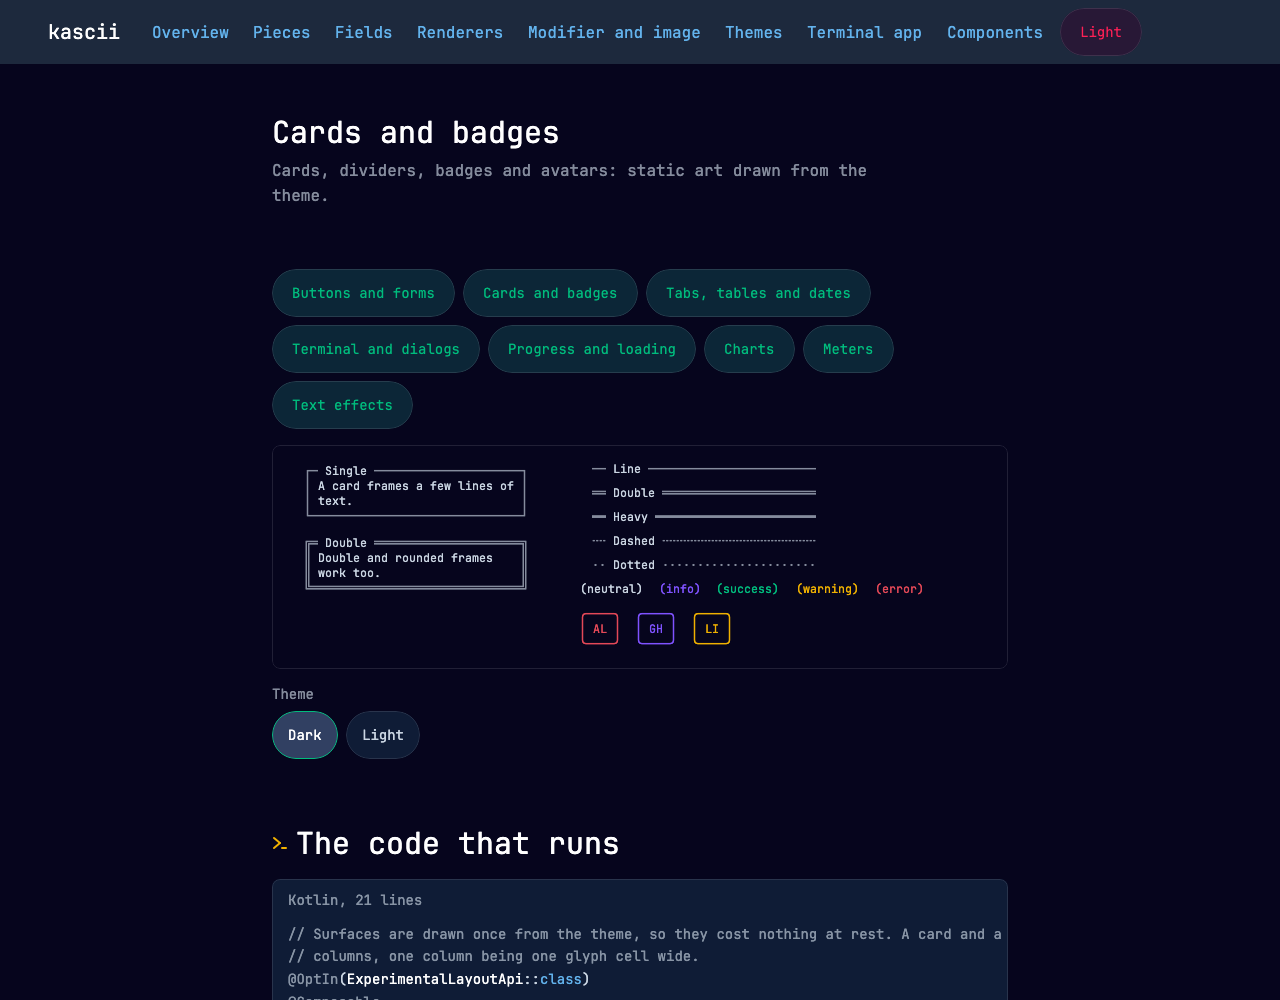 kascii Overview Pieces Fields Renderers Modifier and image Themes Terminal app Components Light
Cards and badges
Cards, dividers, badges and avatars: static art drawn from the
theme.
Buttons and forms Cards and badges Tabs, tables and dates
Terminal and dialogs Progress and loading Charts Meters
Text effects
Single
A card frames a few lines of
text.
Double
Double and rounded frames
work too.
Line
Double
Heavy
Dashed
Dotted
(neutral) (info) (success) (warning) (error)
AL GH LI
Theme
Dark Light
The code that runs
Kotlin, 21 lines
// Surfaces are drawn once from the theme, so they cost nothing at rest. A card and a
// columns, one column being one glyph cell wide.
@OptIn(ExperimentalLayoutApi::class)